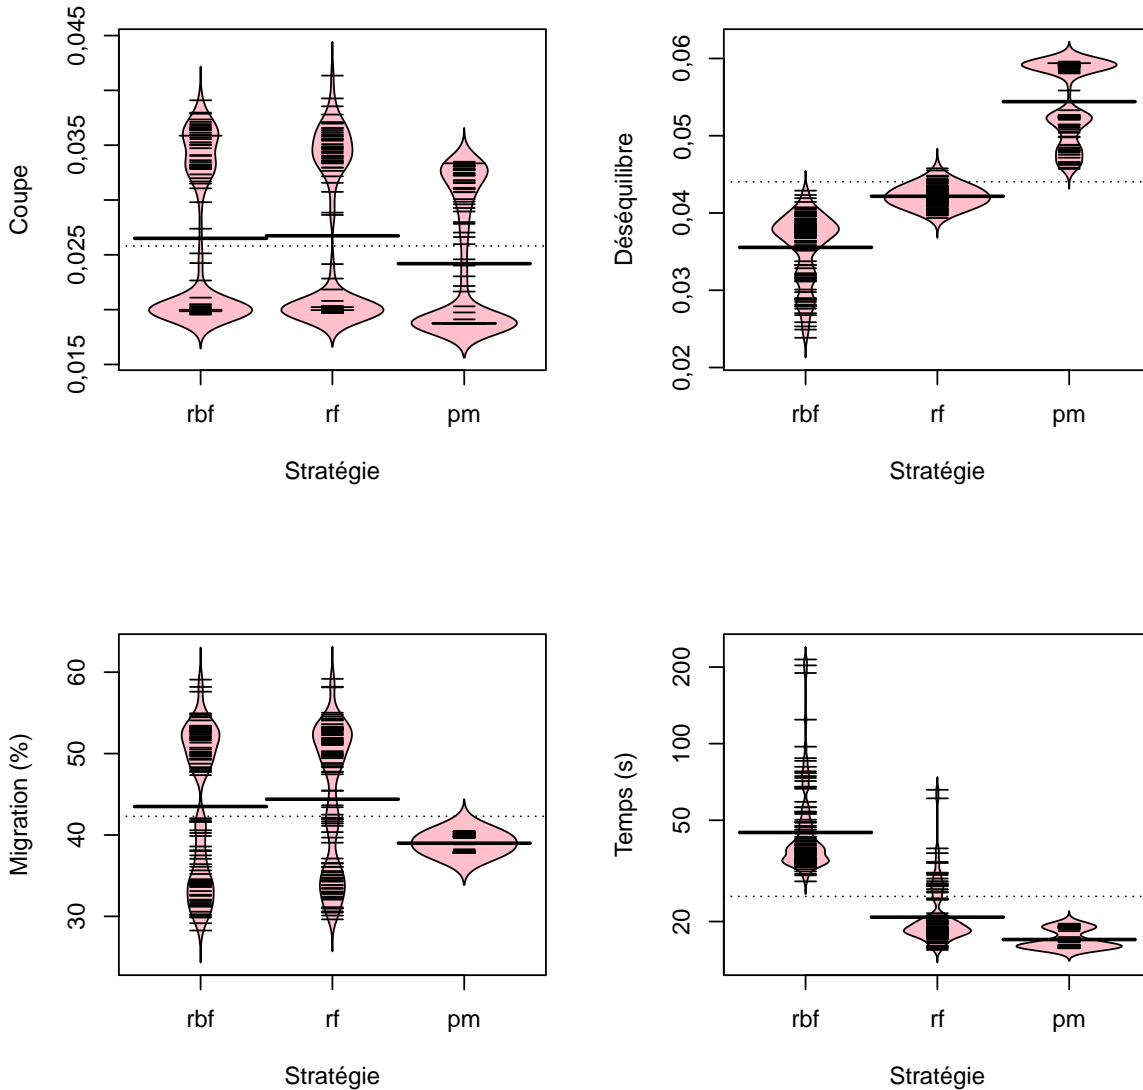 Coupe
0,045
0,035
0,025
0,015
rbf
rf
pm
Stratégie
Déséquilibre
0,06
0,05
0,04
0,03
0,02
rbf
rf
pm
Stratégie
Migration (%)
60
50
40
30
rbf
rf
pm
Stratégie
Temps (s)
200
100
50
20
rbf
rf
pm
Stratégie